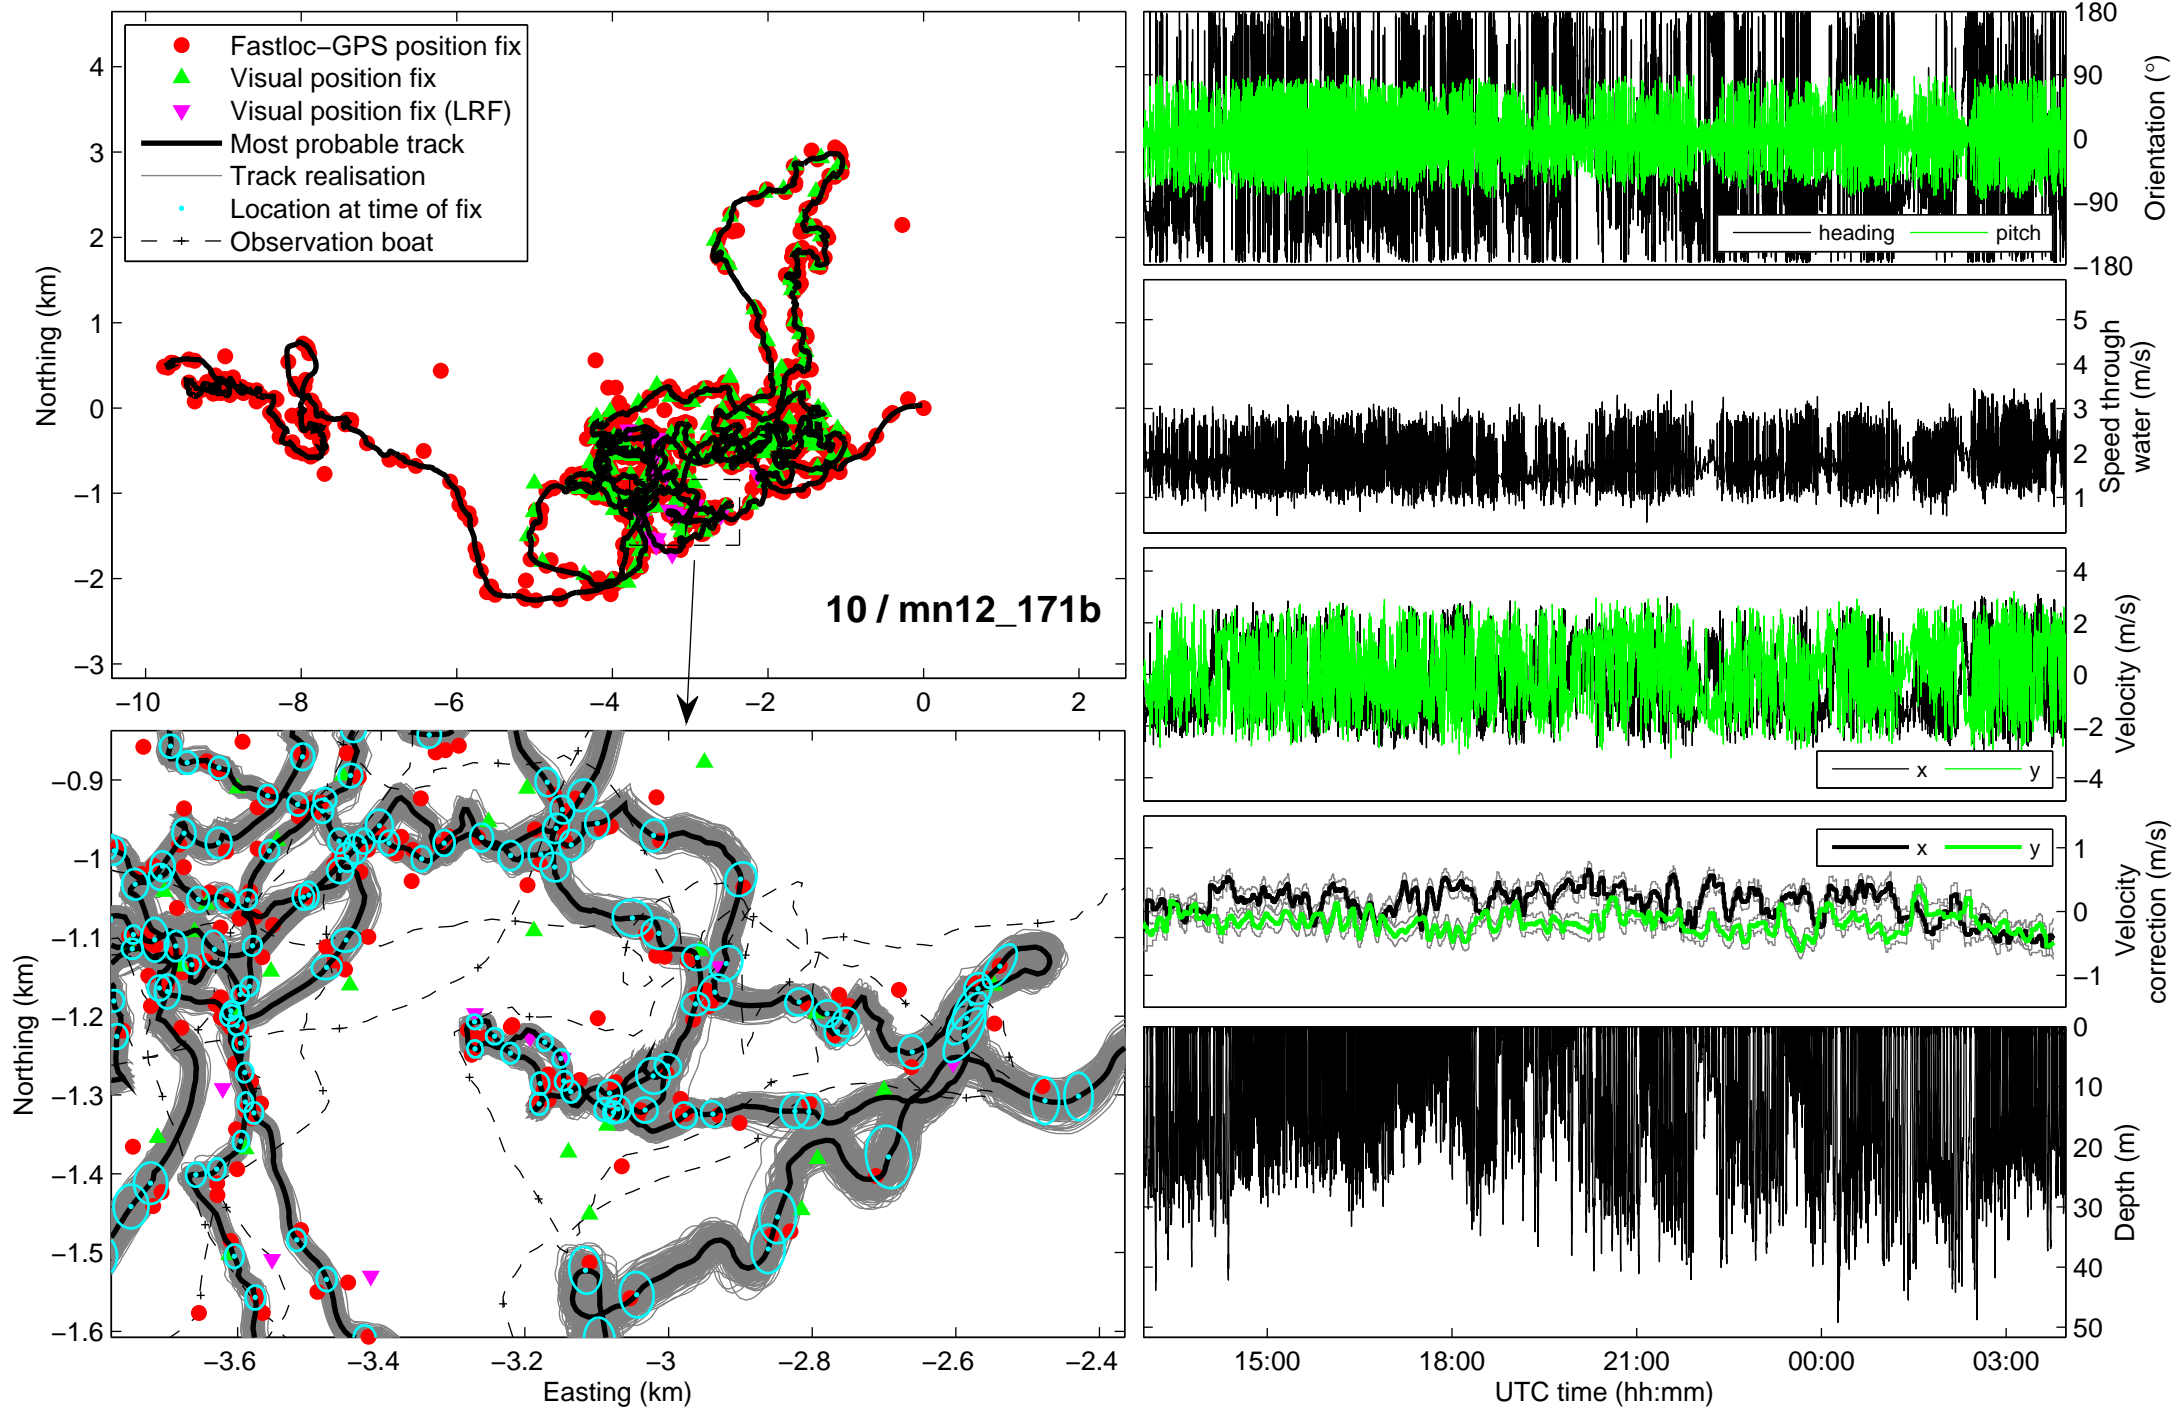 Fastloc−GPS position fix
Visual position fix
Visual position fix (LRF)
Most probable track
Track realisation
Location at time of fix
Observation boat
4
3
2
1
0
−1
−2
−3
Northing (km)
−10
−8
−6
−4
−2
0
2
10 / mn12_171b
−0.9
−1
−1.1
−1.2
−1.3
−1.4
−1.5
−1.6
Northing (km)
−3.6
−3.4
−3.2
−3
−2.8
−2.6
−2.4
Easting (km)
180
90
0
−90
−180
Orientation (°)
heading
pitch
5
4
3
2
1
Speed through
water (m/s)
4
2
0
−2
−4
Velocity (m/s)
x
y
1
0
−1
Velocity
correction (m/s)
x
y
0
10
20
30
40
50
Depth (m)
15:00
18:00
21:00
00:00
03:00
UTC time (hh:mm)